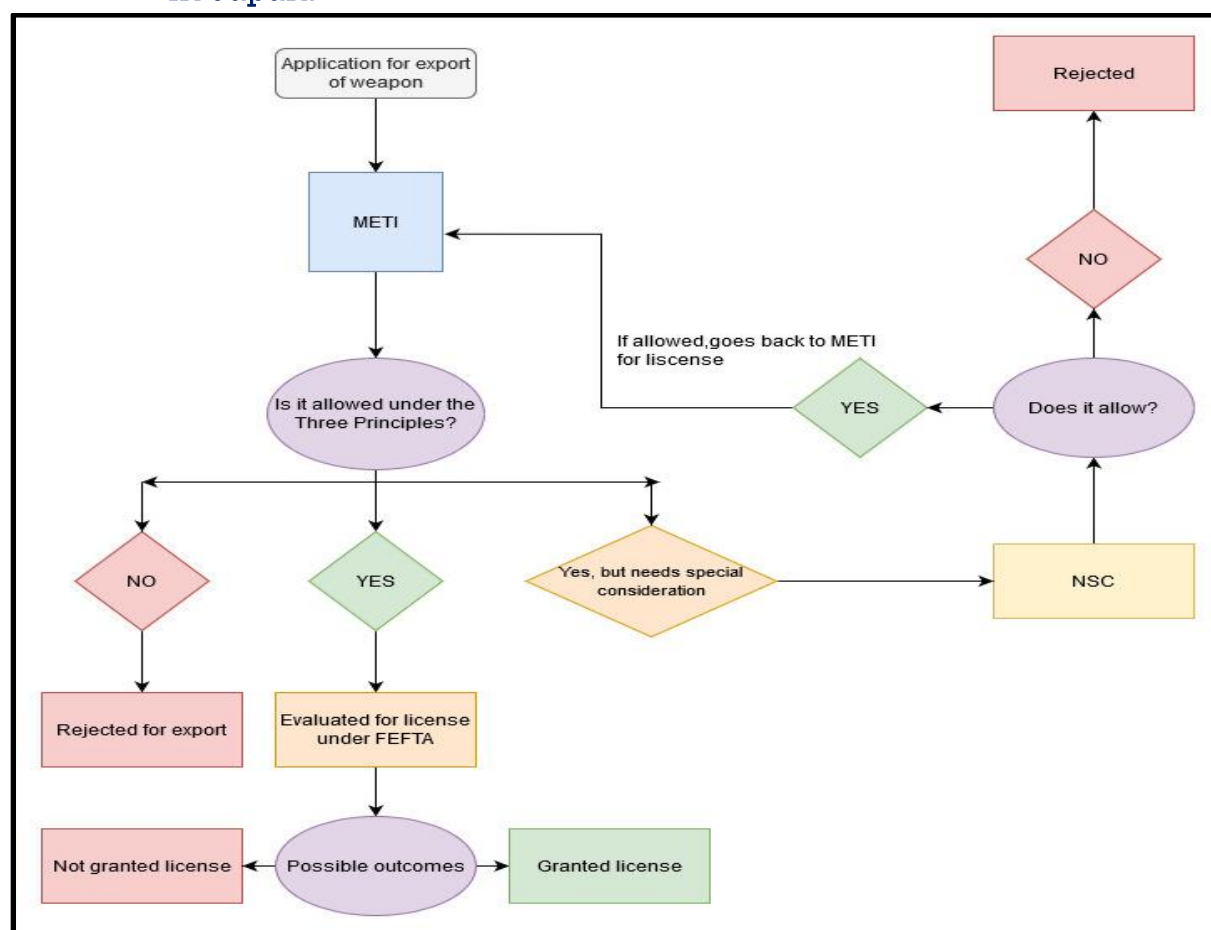 Application for export
of weapon
METI
Is it allowed under the
Three Principles?
NO
YES
Yes, but needs special
consideration
Rejected for export
Evaluated for license
under FEFTA
Possible outcomes
Not granted license
Granted license
NSC
Does it allow?
YES
If allowed,goes back to METI
for liscense
NO
Rejected